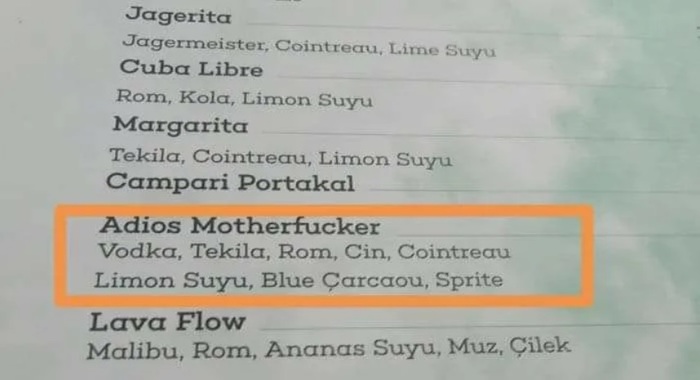 Jagerita
Jagermeister, Cointreau, Lime Suyu
Cuba Libre
Rom, Kola, Limon Suyu
Margarita
Tekila, Cointreau, Limon Suyu
Campari Portakal
Adios Motherfucker
Vodka, Tekila, Rom, Cin, Cointreau
Limon Suyu, Blue Çarcaou, Sprite
Lava Flow
Malibu, Rom, Ananas Suyu, Muz, Çilek